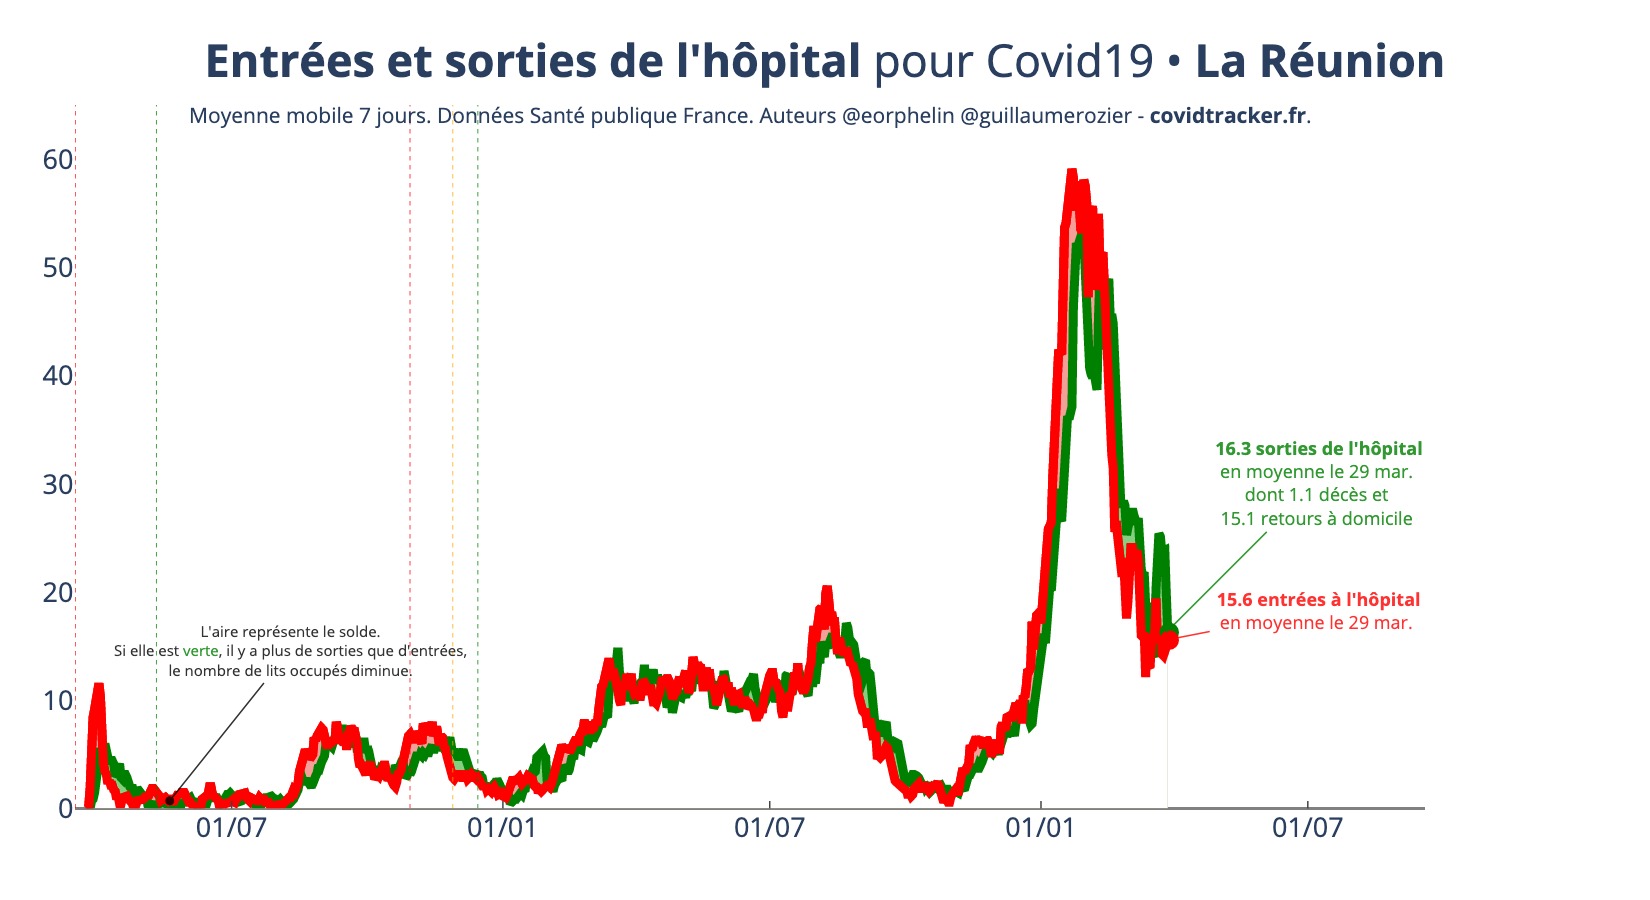 Entrées et sorties de l'hôpital pour Covid19 • La Réunion
Moyenne mobile 7 jours. Données Santé publique France. Auteurs @eorphelin @guillaumerozier - covidtracker.fr.
60
50
40
30
20
10
0
L'aire représente le solde.
Si elle est verte, il y a plus de sorties que d'entrées,
le nombre de lits occupés diminue.
16.3 sorties de l'hôpital
en moyenne le 29 mar.
dont 1.1 décès et
15.1 retours à domicile
15.6 entrées à l'hôpital
en moyenne le 29 mar.
01/07
01/01
01/07
01/01
01/07